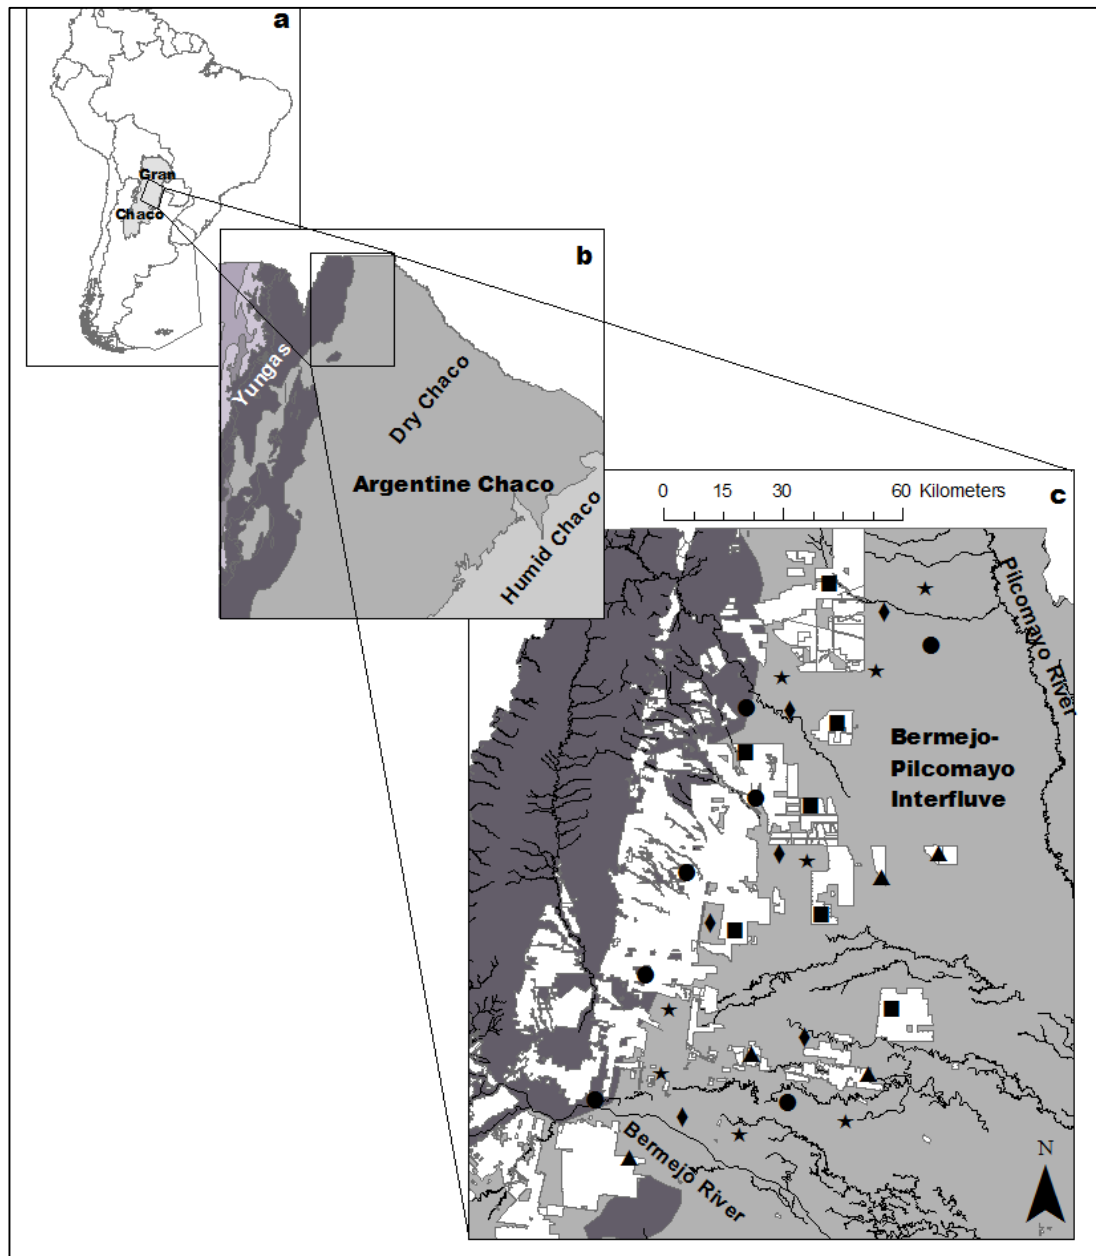 a
Gran
Chaco
b
Yungas
Dry Chaco
Argentine Chaco
Humid Chaco
c
0 15 30 60 Kilometers
Pilcomayo River
Bermejo-
Pilcomayo
Interfluve
Bermejo River
N